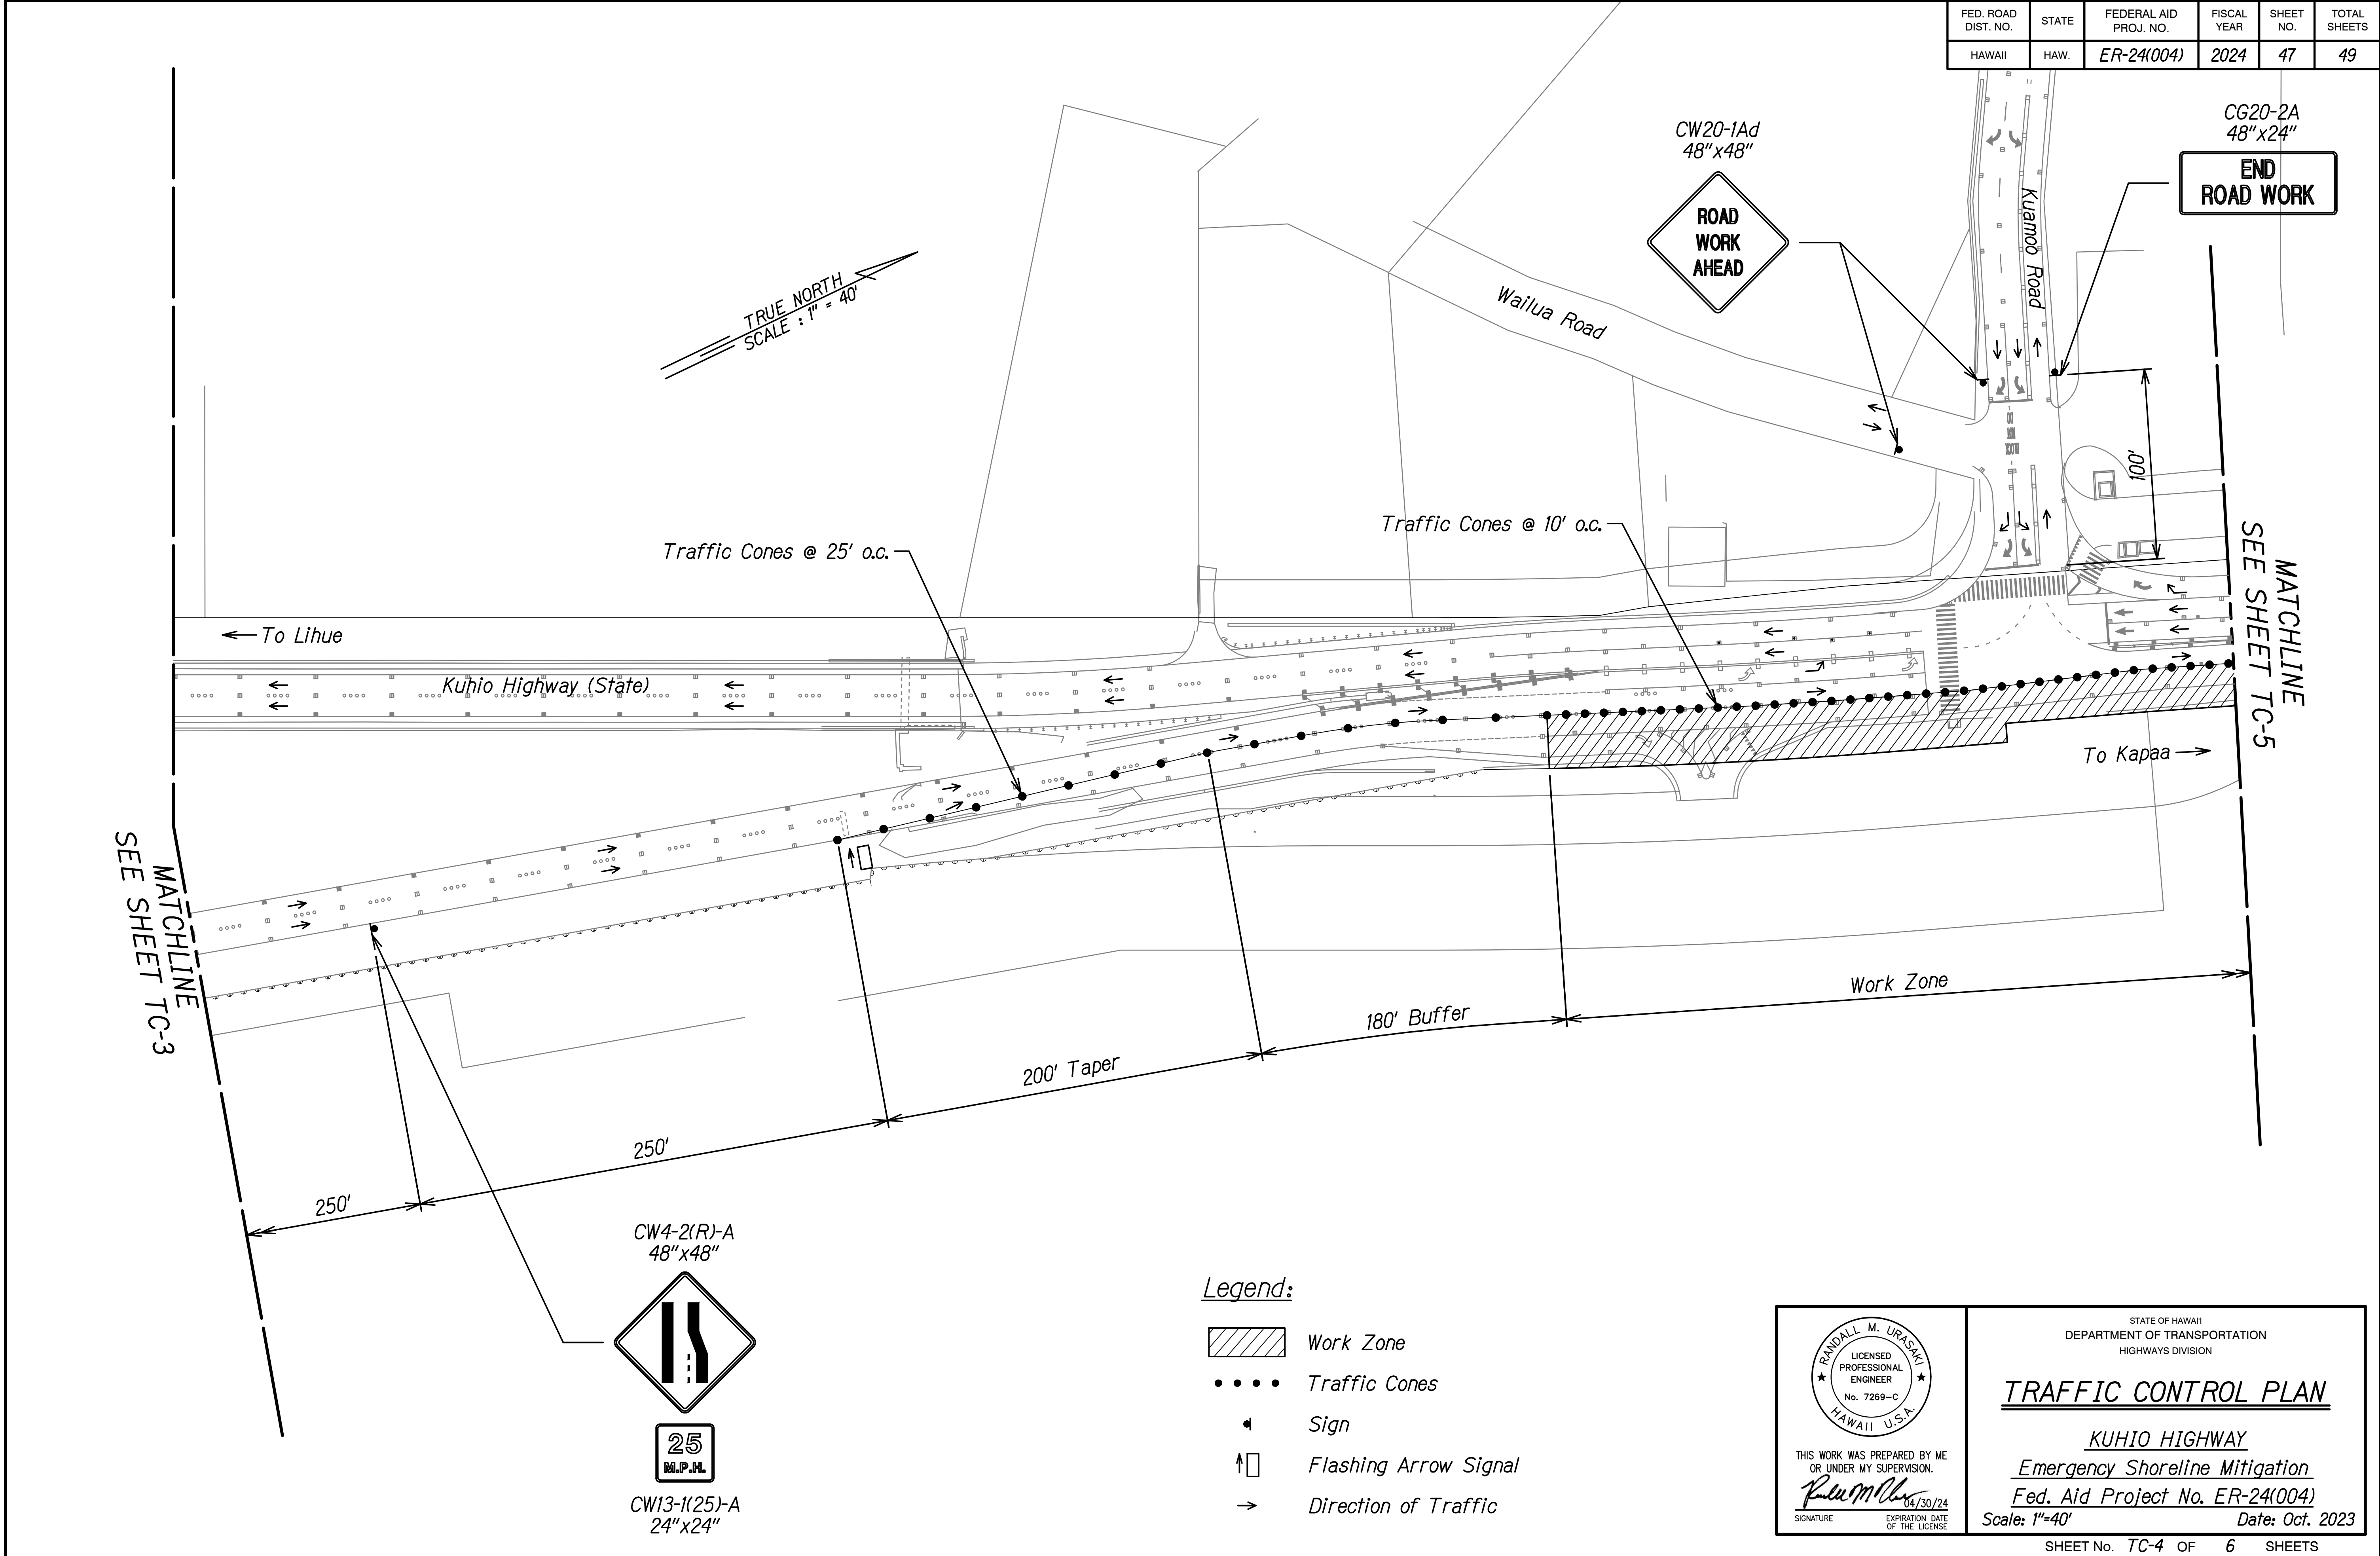 FED. ROAD DIST. NO.
STATE
FEDERAL AID PROJ. NO.
FISCAL YEAR
SHEET NO.
TOTAL SHEETS
HAWAII
HAW.
ER-24(004)
2024
47
49
CW20-1Ad
48"x48"
ROAD
WORK
AHEAD
CG20-2A
48"x24"
END
ROAD WORK
Kuamoo Road
Wailua Road
TRUE NORTH
SCALE : 1" = 40'
100'
Traffic Cones @ 25' o.c.
Traffic Cones @ 10' o.c.
To Lihue
Kuhio Highway (State)
To Kapaa
MATCHLINE
SEE SHEET TC-5
MATCHLINE
SEE SHEET TC-3
Work Zone
180' Buffer
200' Taper
250'
250'
CW4-2(R)-A
48"x48"
25
M.P.H.
CW13-1(25)-A
24"x24"
Legend:
Work Zone
Traffic Cones
Sign
Flashing Arrow Signal
Direction of Traffic
RANDALL M. URASAKI
LICENSED
PROFESSIONAL
ENGINEER
No. 7269-C
HAWAII U.S.A.
THIS WORK WAS PREPARED BY ME
OR UNDER MY SUPERVISION.
04/30/24
SIGNATURE
EXPIRATION DATE
OF THE LICENSE
STATE OF HAWAI'I
DEPARTMENT OF TRANSPORTATION
HIGHWAYS DIVISION
TRAFFIC CONTROL PLAN
KUHIO HIGHWAY
Emergency Shoreline Mitigation
Fed. Aid Project No. ER-24(004)
Scale: 1"=40'
Date: Oct. 2023
SHEET No. TC-4 OF 6 SHEETS